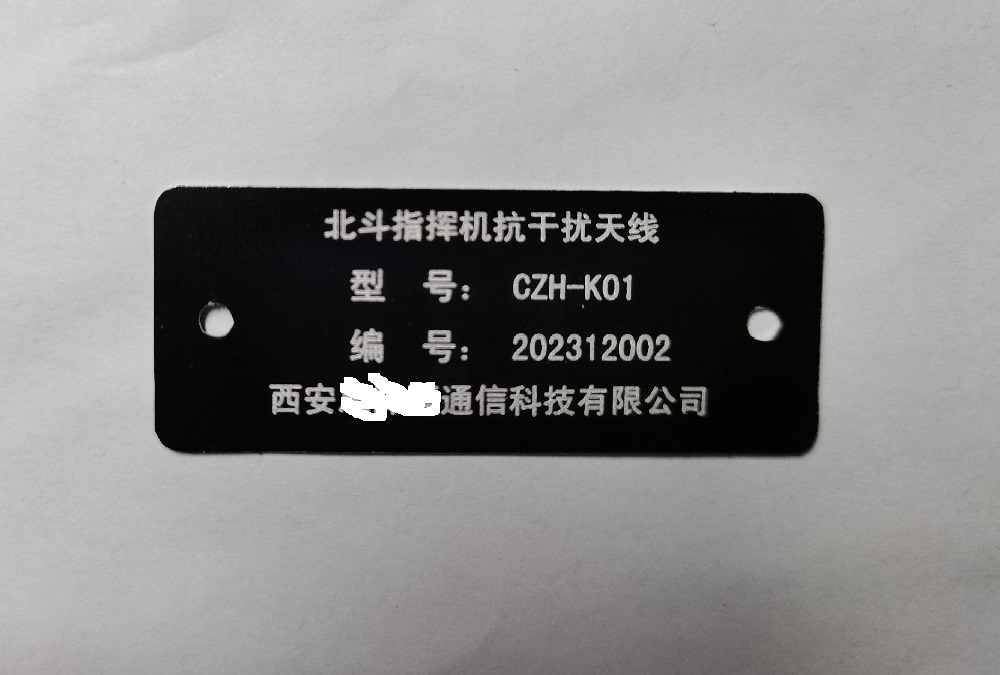 北斗指挥机抗干扰天线
型 号： CZH-K01
编 号： 202312002
西安通信科技有限公司